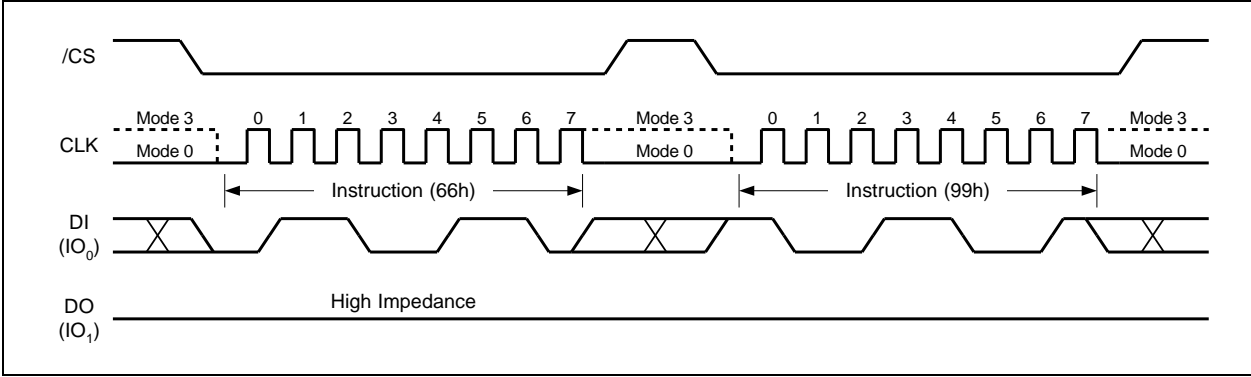 /CS
Mode 3 0 1 2 3 4 5 6 7 Mode 3 0 1 2 3 4 5 6 7 Mode 3
CLK
Mode 0 Mode 0 Mode 0
Instruction (66h) Instruction (99h)
DI
(IO₀)
DO High Impedance
(IO₁)